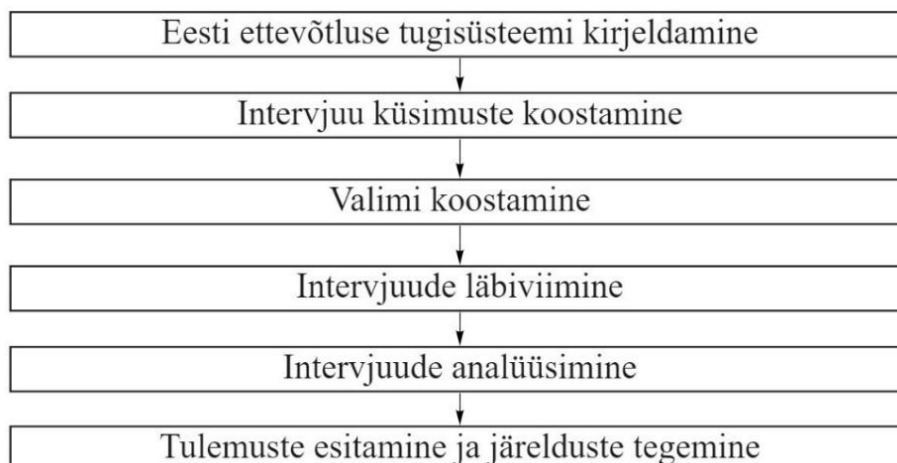 Eesti ettevõtluse tugisüsteemi kirjeldamine
Intervjuu küsimuste koostamine
Valimi koostamine
Intervjuude läbiviimine
Intervjuude analüüsimine
Tulemuste esitamine ja järelduste tegemine